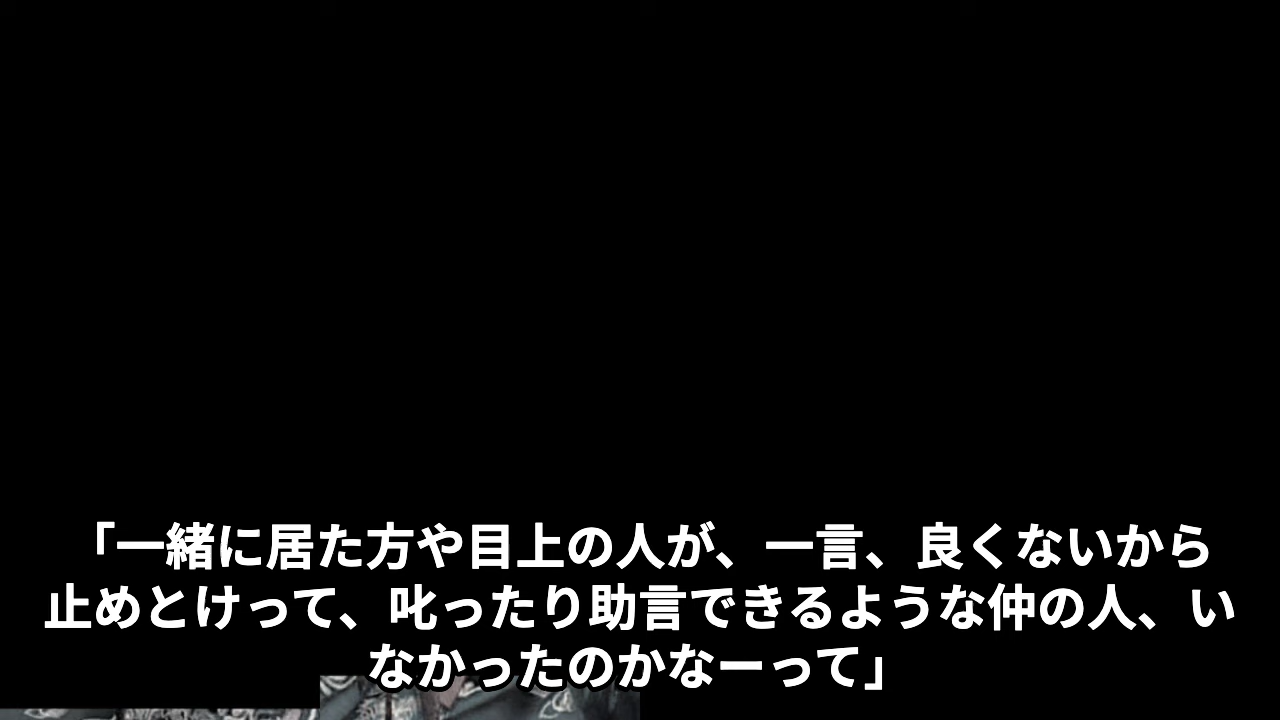 「一緒に居た方や目上の人が、一言、良くないから
止めとけって、叱ったり助言できるような仲の人、い
なかったのかなーって」